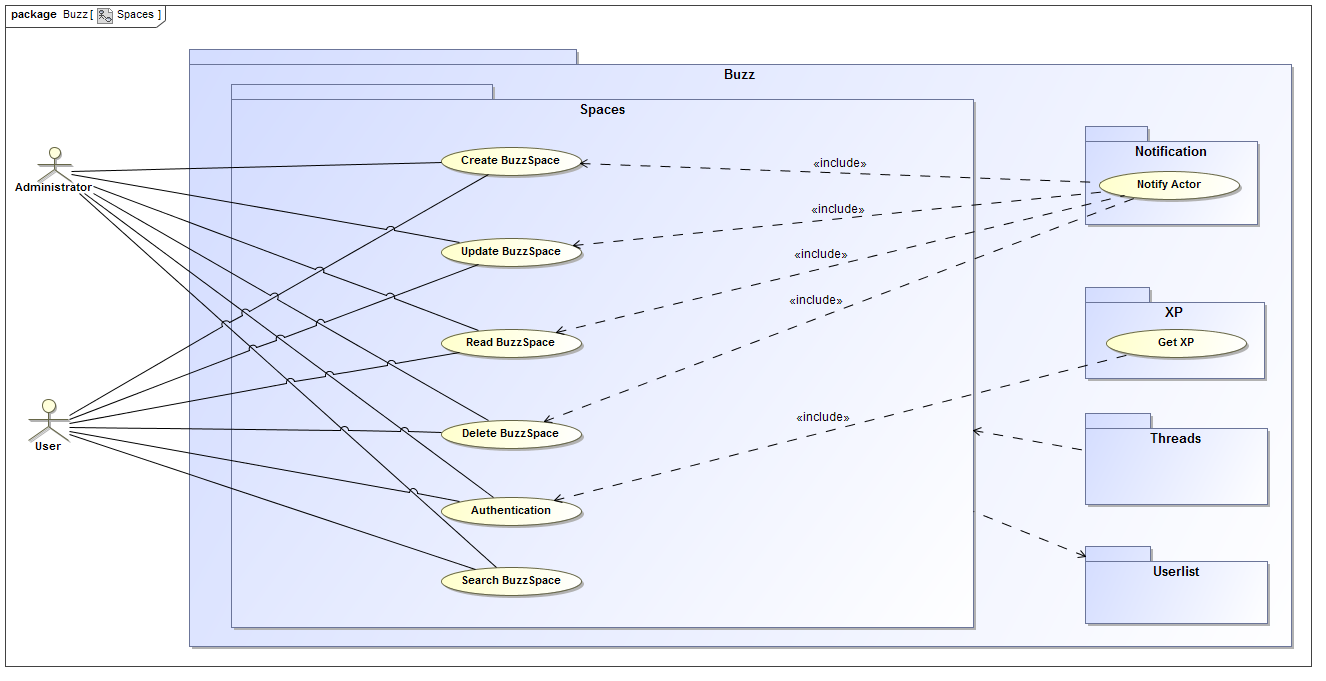 package Buzz [ Spaces ]
Buzz
Spaces
Create BuzzSpace
«include»
Notification
Notify Actor
Administrator
«include»
Update BuzzSpace
«include»
«include»
XP
Read BuzzSpace
Get XP
«include»
User
Delete BuzzSpace
Threads
Authentication
Search BuzzSpace
Userlist